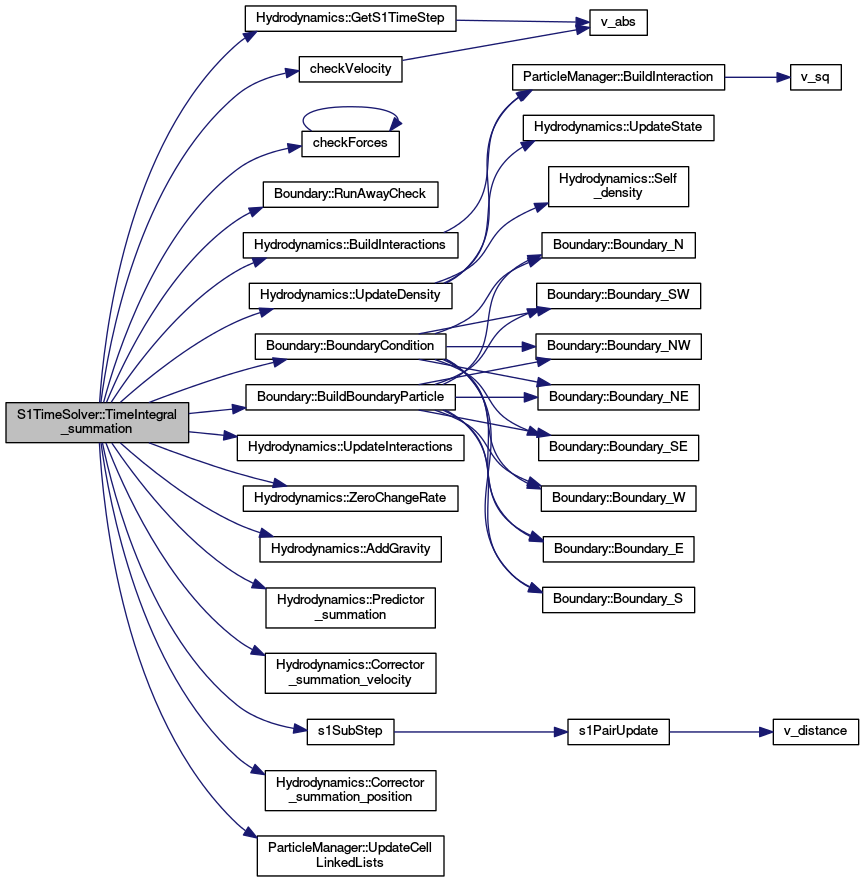 S1TimeSolver::TimeIntegral
_summation
Hydrodynamics::GetS1TimeStep
checkVelocity
checkForces
Boundary::RunAwayCheck
Hydrodynamics::BuildInteractions
Hydrodynamics::UpdateDensity
Boundary::BoundaryCondition
Boundary::BuildBoundaryParticle
Hydrodynamics::UpdateInteractions
Hydrodynamics::ZeroChangeRate
Hydrodynamics::AddGravity
Hydrodynamics::Predictor
_summation
Hydrodynamics::Corrector
_summation_velocity
s1SubStep
Hydrodynamics::Corrector
_summation_position
ParticleManager::UpdateCell
LinkedLists
v_abs
ParticleManager::BuildInteraction
Hydrodynamics::UpdateState
Hydrodynamics::Self
_density
Boundary::Boundary_N
Boundary::Boundary_SW
Boundary::Boundary_NW
Boundary::Boundary_NE
Boundary::Boundary_SE
Boundary::Boundary_W
Boundary::Boundary_E
Boundary::Boundary_S
s1PairUpdate
v_sq
v_distance